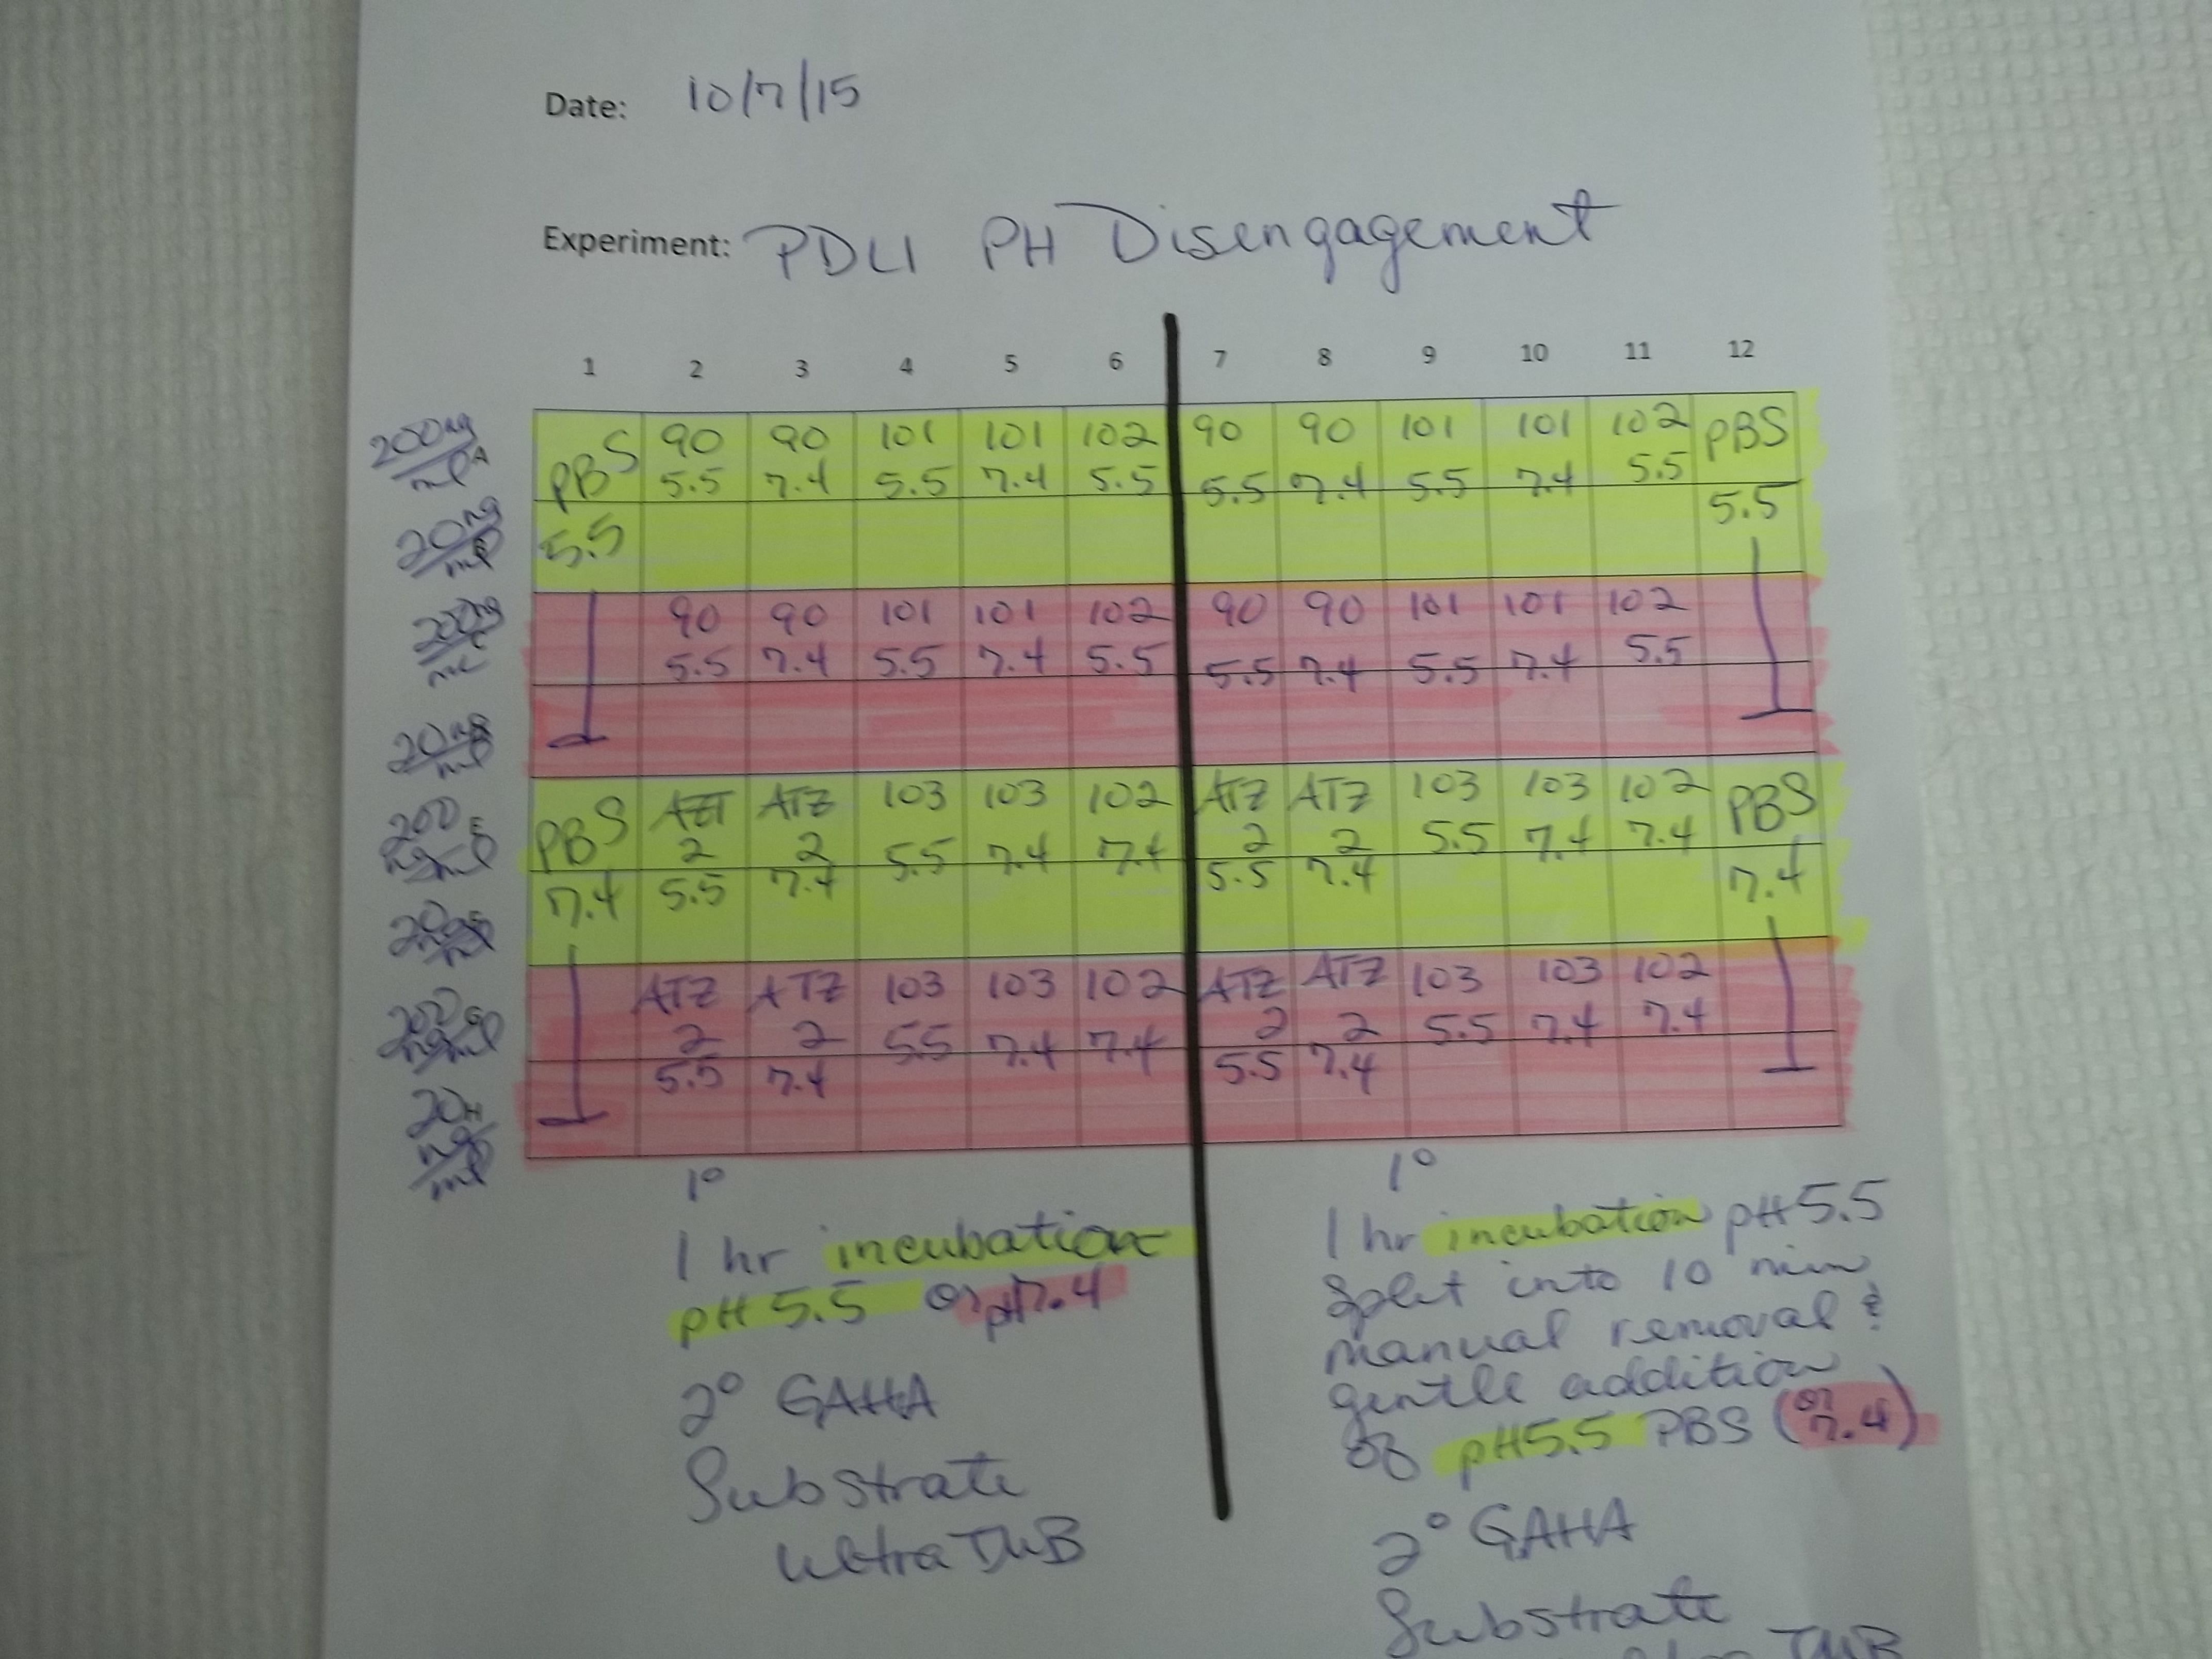 Date: 10/7/15
Experiment: PDL1 PH Disengagement
1 2 3 4 5 6 7 8 9 10 11 12
200ng/ml A PBS 90 90 101 101 102 90 90 101 101 102 PBS
5.5 7.4 5.5 7.4 5.5 5.5 7.4 5.5 7.4 5.5
20ng/ml 5.5 5.5
200ng/ml C 90 90 101 101 102 90 90 101 101 102
5.5 7.4 5.5 7.4 5.5 5.5 7.4 5.5 7.4 5.5
20ng/ml
200 ng/ml E PBS AZT ATZ 103 103 102 ATZ ATZ 103 103 102 PBS
2 2 5.5 7.4 7.4 2 2 5.5 7.4 7.4
7.4 5.5 7.4 5.5 7.4 7.4
20ng/ml
200 ng/ml G ATZ ATZ 103 103 102 ATZ ATZ 103 103 102
2 2 5.5 7.4 7.4 2 2 5.5 7.4 7.4
5.5 7.4 5.5 7.4
20 H ng/ml
1°
1 hr incubation
pH 5.5 or pH7.4
2° GAHA
Substrate
ultra TMB
1°
1 hr incubation pH 5.5
Split into 10 min
manual removal &
gentle addition
of pH5.5 PBS (or 7.4)
2° GAHA
Substrate
TMB